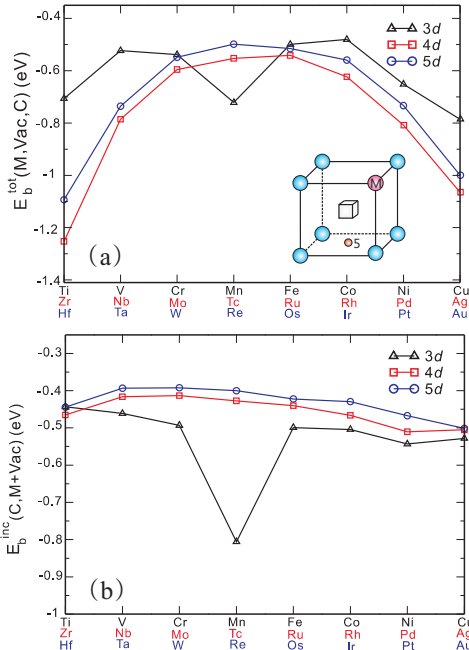 -0.4
-0.6
-0.8
-1
-1.2
-1.4
E_b^tot(M,Vac,C) (eV)
3d
4d
5d
M
5
(a)
Ti V Cr Mn Fe Co Ni Cu
Zr Nb Mo Tc Ru Rh Pd Ag
Hf Ta W Re Os Ir Pt Au
-0.3
-0.4
-0.5
-0.6
-0.7
-0.8
-0.9
-1
E_b^inc(C,M+Vac) (eV)
3d
4d
5d
(b)
Ti V Cr Mn Fe Co Ni Cu
Zr Nb Mo Tc Ru Rh Pd Ag
Hf Ta W Re Os Ir Pt Au